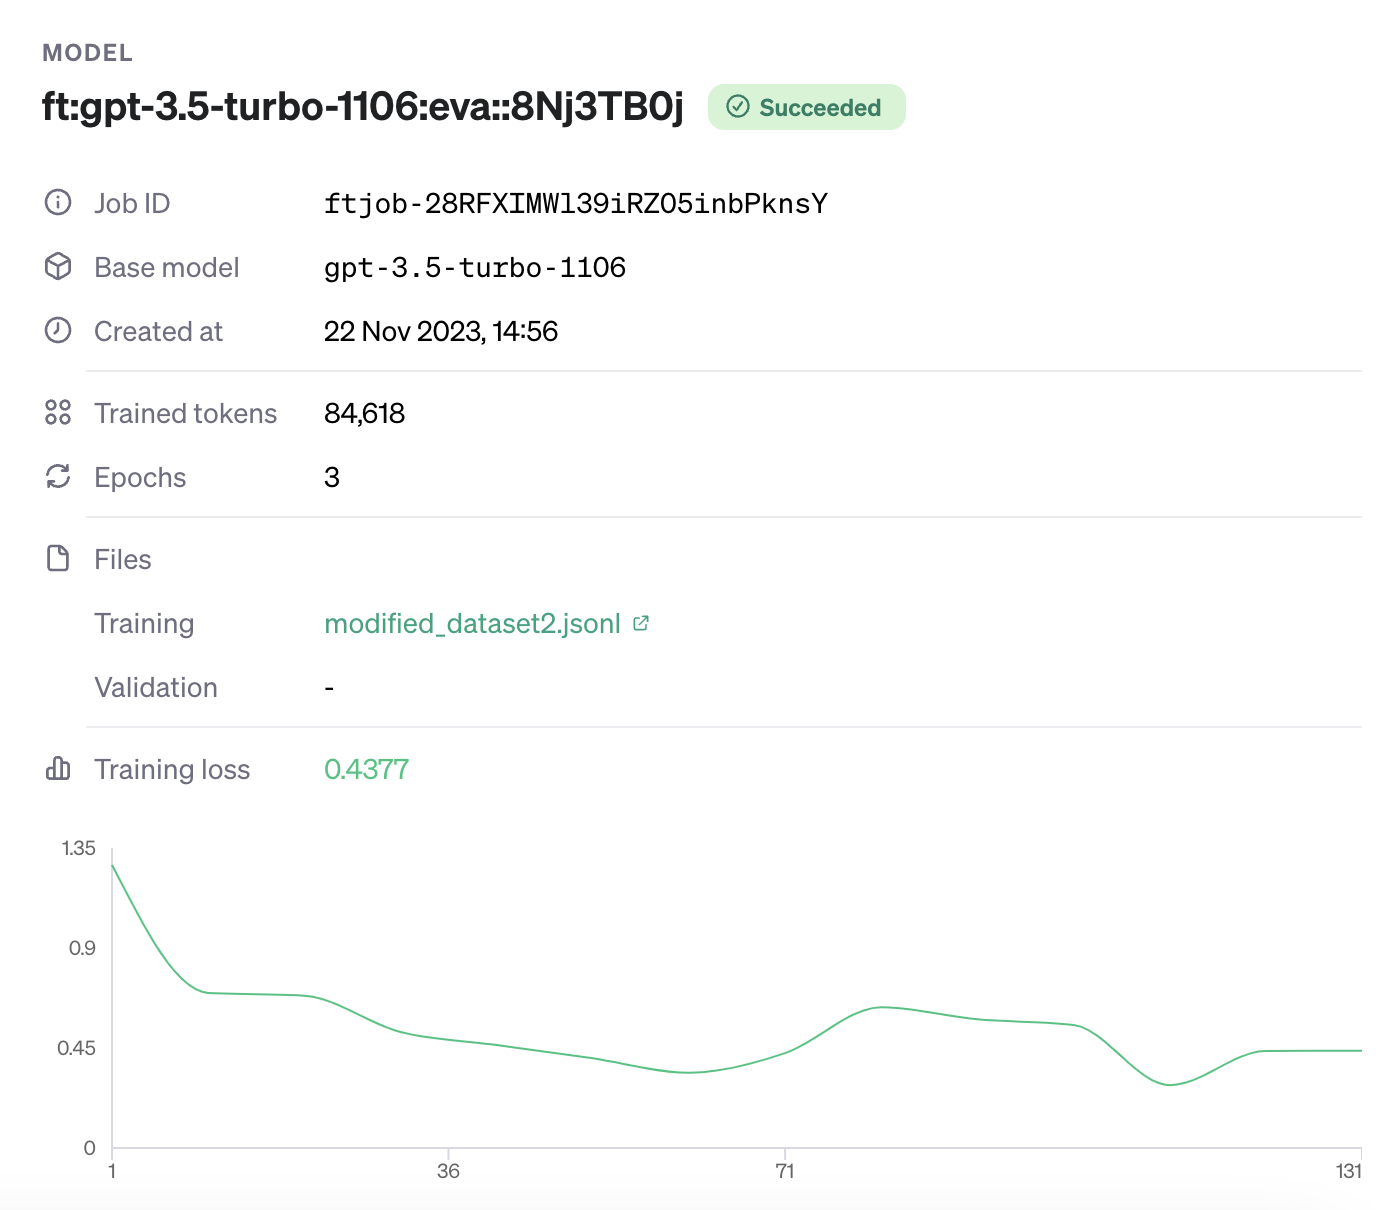 MODEL
ft:gpt-3.5-turbo-1106:eva::8Nj3TB0j Succeeded
Job ID ftjob-28RFXIMWl39iRZO5inbPknsY
Base model gpt-3.5-turbo-1106
Created at 22 Nov 2023, 14:56
Trained tokens 84,618
Epochs 3
Files
Training modified_dataset2.jsonl
Validation -
Training loss 0.4377
1.35
0.9
0.45
0
1 36 71 131